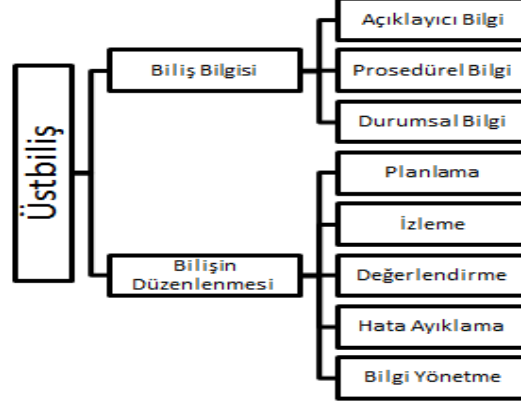 Üstbiliş
Biliş Bilgisi
Açıklayıcı Bilgi
Prosedürel Bilgi
Durumsal Bilgi
Bilişin
Düzenlenmesi
Planlama
İzleme
Değerlendirme
Hata Ayıklama
Bilgi Yönetme